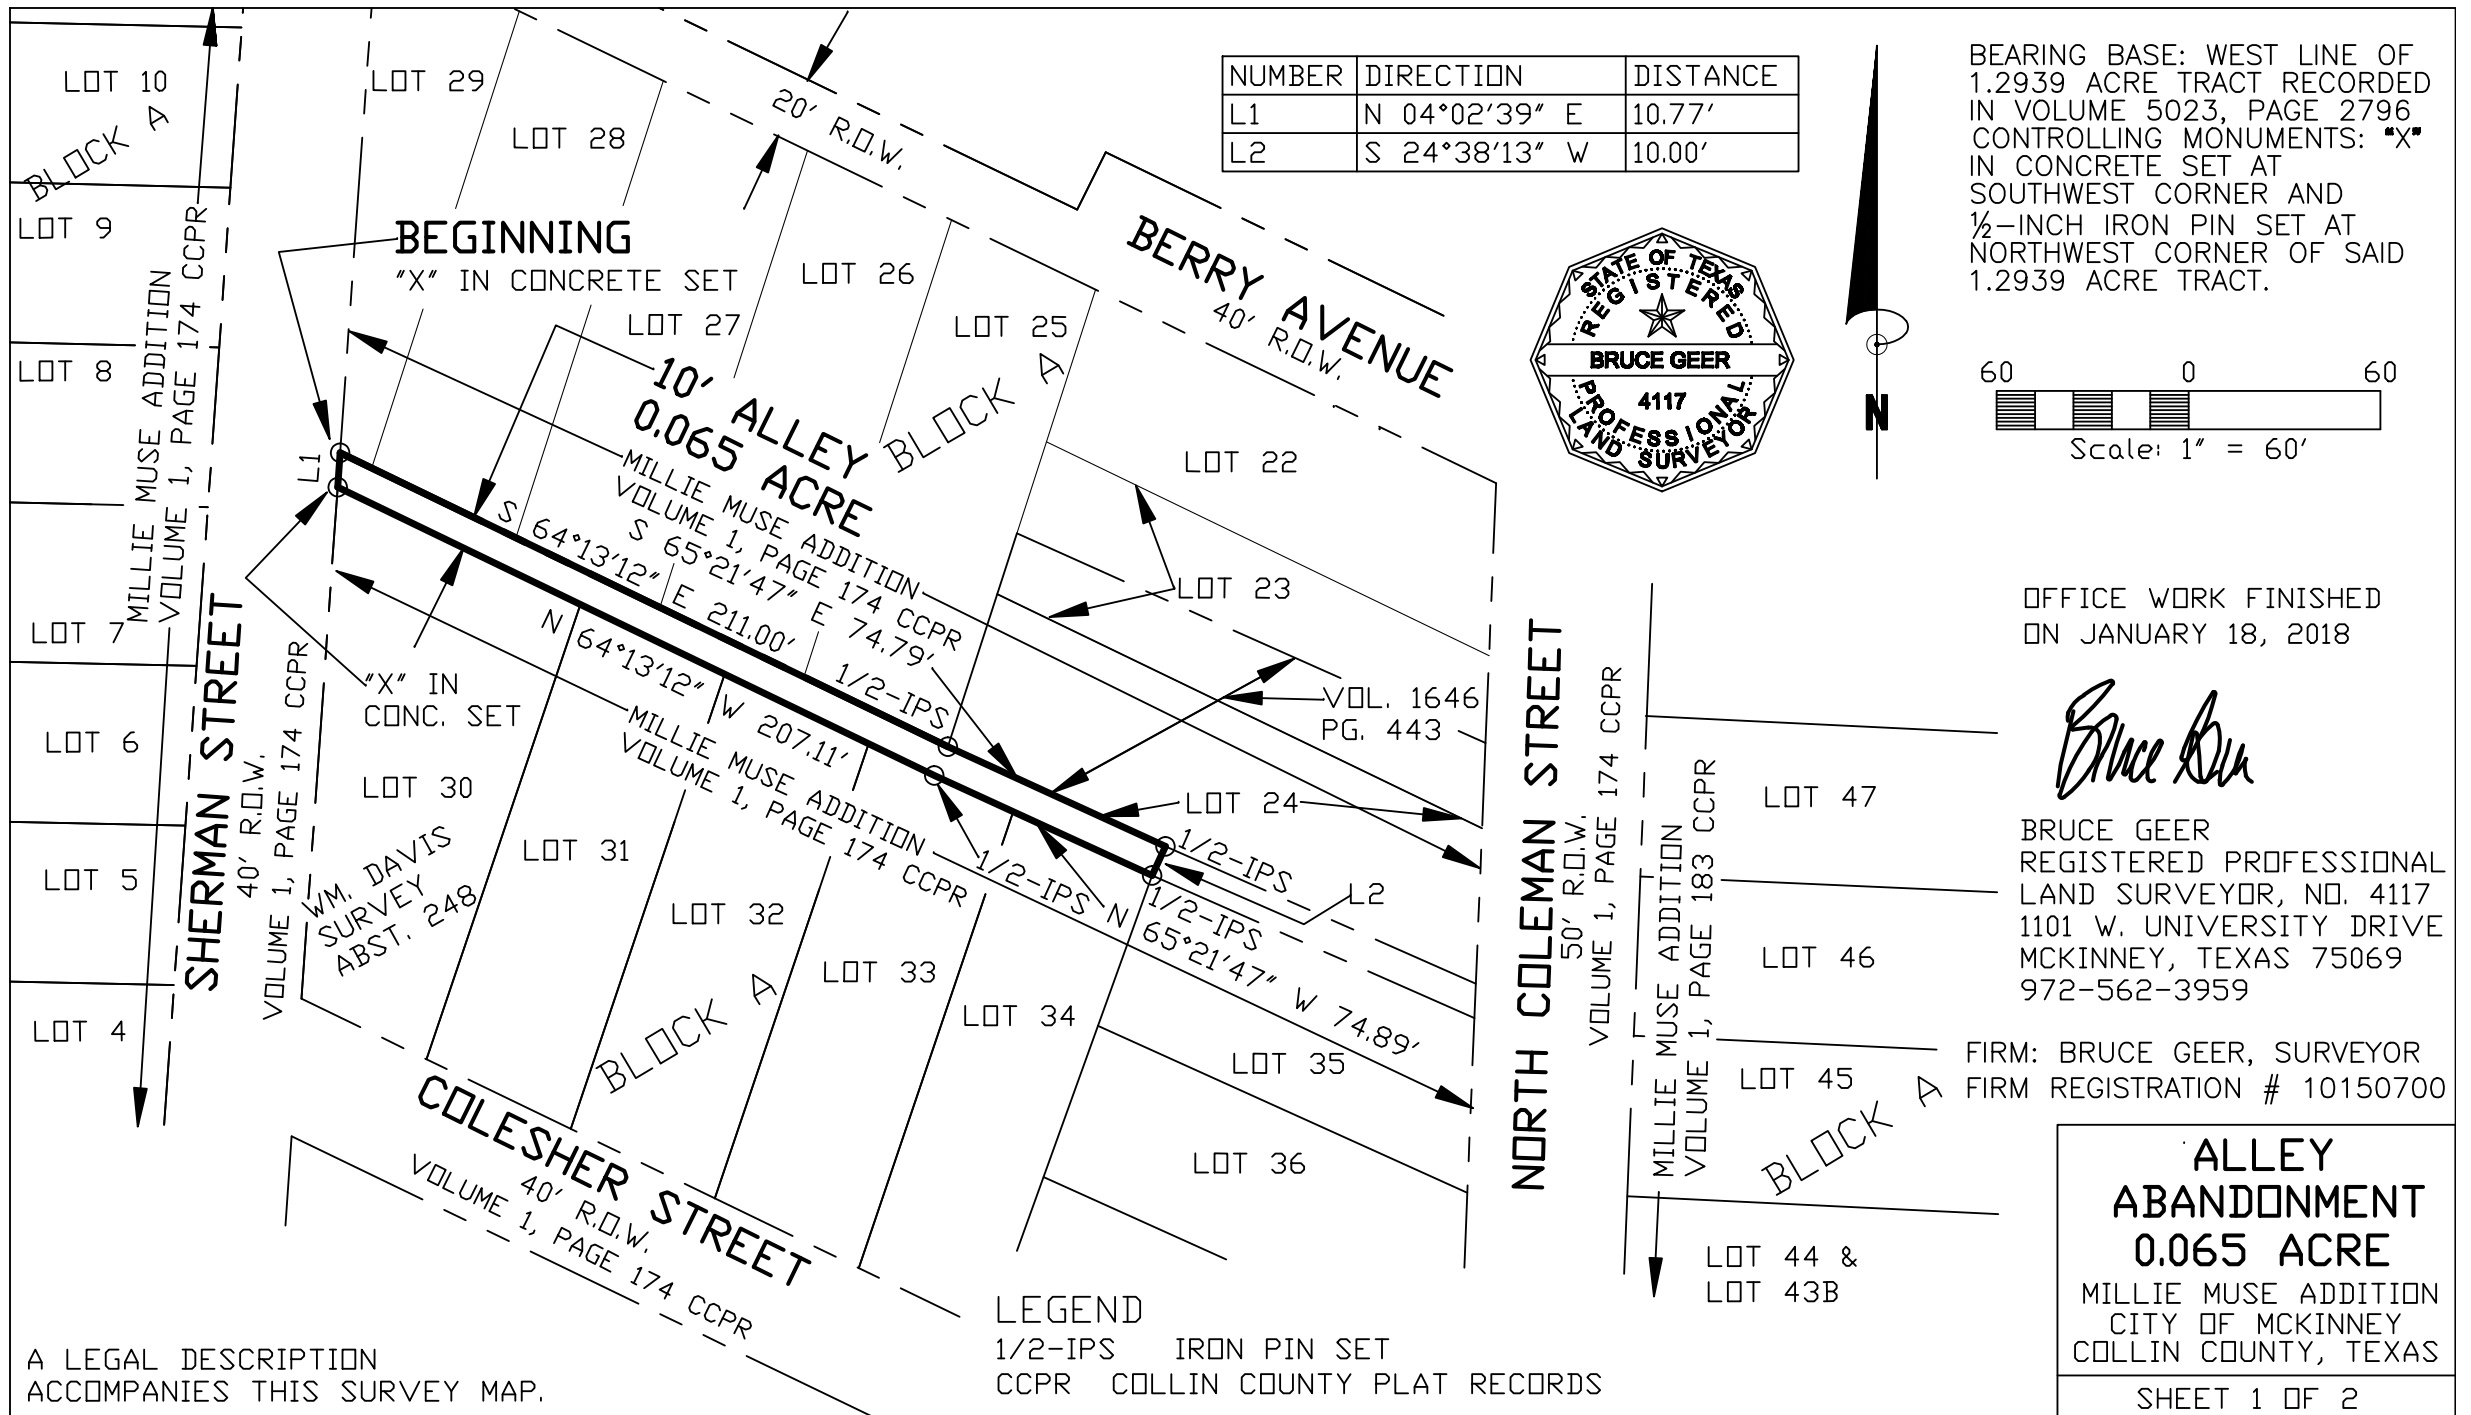 LOT 10
BLOCK A
LOT 9
LOT 8
LOT 7
LOT 6
LOT 5
LOT 4
MILLIE MUSE ADDITION
VOLUME 1, PAGE 174 CCPR
SHERMAN STREET
40' R.O.W.
VOLUME 1, PAGE 174 CCPR
LOT 29
LOT 28
20' R.O.W.
BEGINNING
"X" IN CONCRETE SET
LOT 27
LOT 26
LOT 25
BLOCK A
BERRY AVENUE
40' R.O.W.
10' ALLEY
0.065 ACRE
MILLIE MUSE ADDITION
VOLUME 1, PAGE 174 CCPR
S 65°21'47" E 74.79'
S 64°13'12" E 211.00'
1/2-IPS
L1
N 64°13'12" W 207.11'
"X" IN
CONC. SET
MILLIE MUSE ADDITION
VOLUME 1, PAGE 174 CCPR
LOT 22
LOT 23
VOL. 1646
PG. 443
LOT 24
1/2-IPS
L2
1/2-IPS
1/2-IPS
N 65°21'47" W 74.89'
LOT 30
WM. DAVIS
SURVEY
ABST. 248
LOT 31
LOT 32
LOT 33
LOT 34
LOT 35
LOT 36
BLOCK A
COLESHER STREET
40' R.O.W.
VOLUME 1, PAGE 174 CCPR
NORTH COLEMAN STREET
50' R.O.W.
VOLUME 1, PAGE 174 CCPR
MILLIE MUSE ADDITION
VOLUME 1, PAGE 183 CCPR
LOT 47
LOT 46
LOT 45
BLOCK A
LOT 44 &
LOT 43B
NUMBER DIRECTION DISTANCE
L1 N 04°02'39" E 10.77'
L2 S 24°38'13" W 10.00'
STATE OF TEXAS
REGISTERED
BRUCE GEER
4117
PROFESSIONAL
LAND SURVEYOR
N
BEARING BASE: WEST LINE OF
1.2939 ACRE TRACT RECORDED
IN VOLUME 5023, PAGE 2796
CONTROLLING MONUMENTS: "X"
IN CONCRETE SET AT
SOUTHWEST CORNER AND
½-INCH IRON PIN SET AT
NORTHWEST CORNER OF SAID
1.2939 ACRE TRACT.
60 0 60
Scale: 1" = 60'
OFFICE WORK FINISHED
ON JANUARY 18, 2018
Bruce Geer
BRUCE GEER
REGISTERED PROFESSIONAL
LAND SURVEYOR, NO. 4117
1101 W. UNIVERSITY DRIVE
MCKINNEY, TEXAS 75069
972-562-3959
FIRM: BRUCE GEER, SURVEYOR
FIRM REGISTRATION # 10150700
ALLEY
ABANDONMENT
0.065 ACRE
MILLIE MUSE ADDITION
CITY OF MCKINNEY
COLLIN COUNTY, TEXAS
SHEET 1 OF 2
LEGEND
1/2-IPS IRON PIN SET
CCPR COLLIN COUNTY PLAT RECORDS
A LEGAL DESCRIPTION
ACCOMPANIES THIS SURVEY MAP.